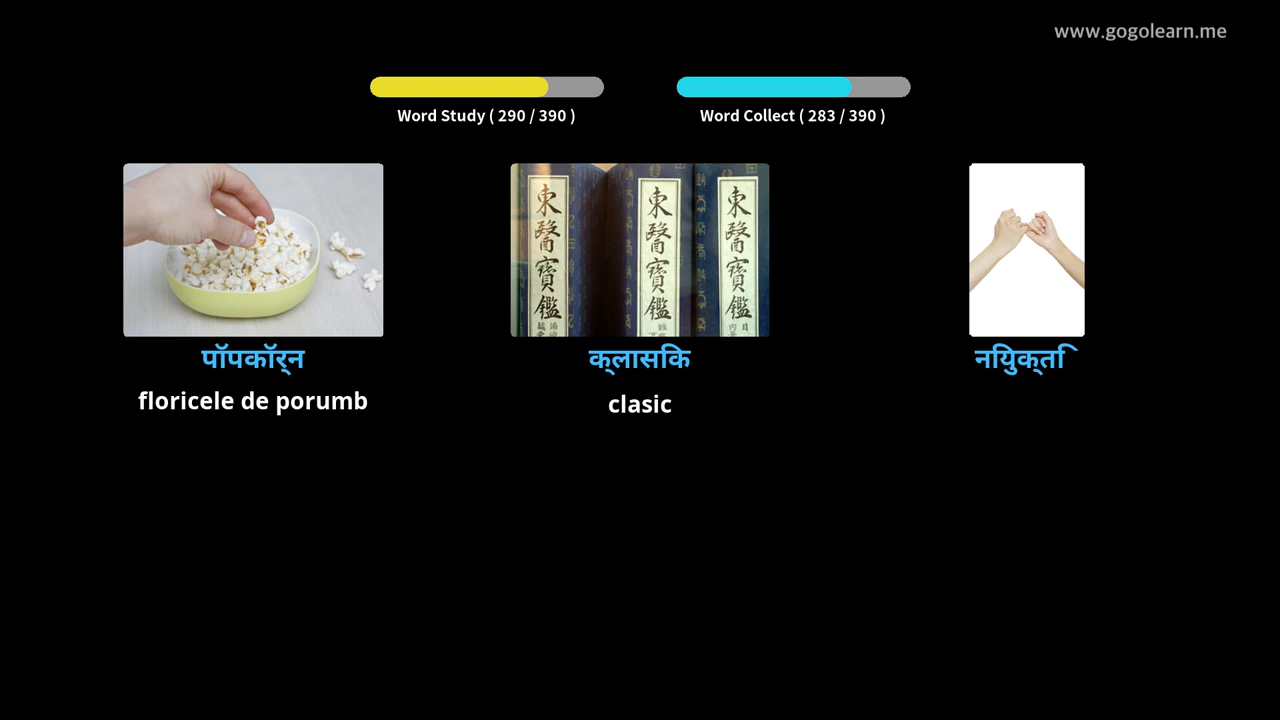 www.gogolearn.me
Word Study ( 290 / 390 )
Word Collect ( 283 / 390 )
東醫寶鑑
東醫寶鑑
東醫寶鑑
पॉपकॉर्न
क्लासिक
नियुक्ति
floricele de porumb
clasic